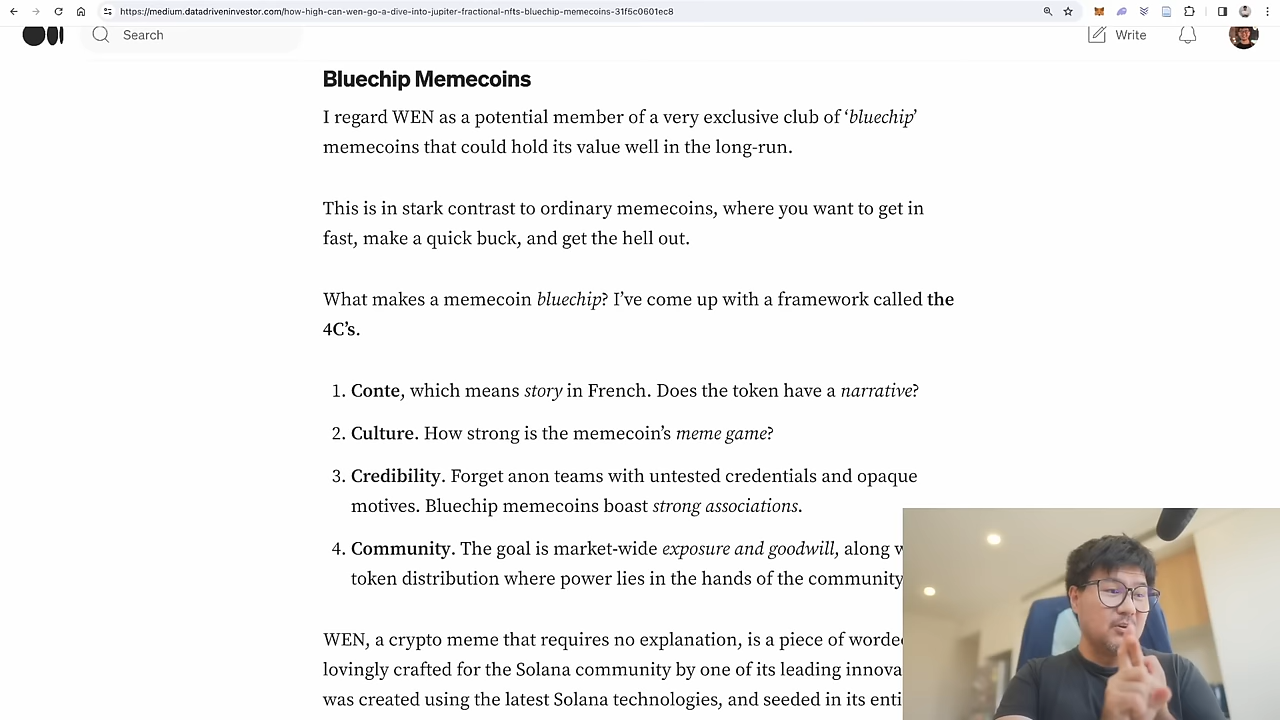 https://medium.datadriveninvestor.com/how-high-can-wen-go-a-dive-into-jupiter-fractional-nfts-bluechip-memecoins-31f5c0601ec8
Search
Write
Bluechip Memecoins
I regard WEN as a potential member of a very exclusive club of ‘bluechip’
memecoins that could hold its value well in the long-run.
This is in stark contrast to ordinary memecoins, where you want to get in
fast, make a quick buck, and get the hell out.
What makes a memecoin bluechip? I’ve come up with a framework called the
4C’s.
1. Conte, which means story in French. Does the token have a narrative?
2. Culture. How strong is the memecoin’s meme game?
3. Credibility. Forget anon teams with untested credentials and opaque
motives. Bluechip memecoins boast strong associations.
4. Community. The goal is market-wide exposure and goodwill, along
token distribution where power lies in the hands of the community
WEN, a crypto meme that requires no explanation, is a piece of
lovingly crafted for the Solana community by one of its leading
was created using the latest Solana technologies, and seeded in its